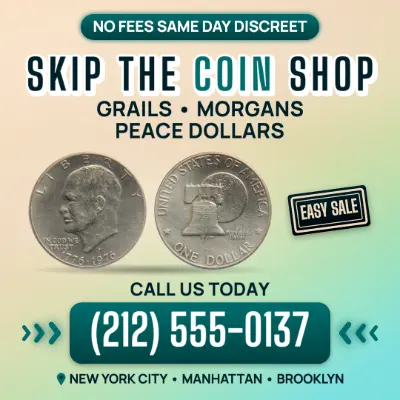 NO FEES SAME DAY DISCREET
SKIP THE COIN SHOP
GRAILS • MORGANS
PEACE DOLLARS
LIBERTY
IN GOD WE
TRUST
1776-1976
UNITED STATES OF AMERICA
ONE DOLLAR
EASY SALE
CALL US TODAY
(212) 555-0137
NEW YORK CITY • MANHATTAN • BROOKLYN